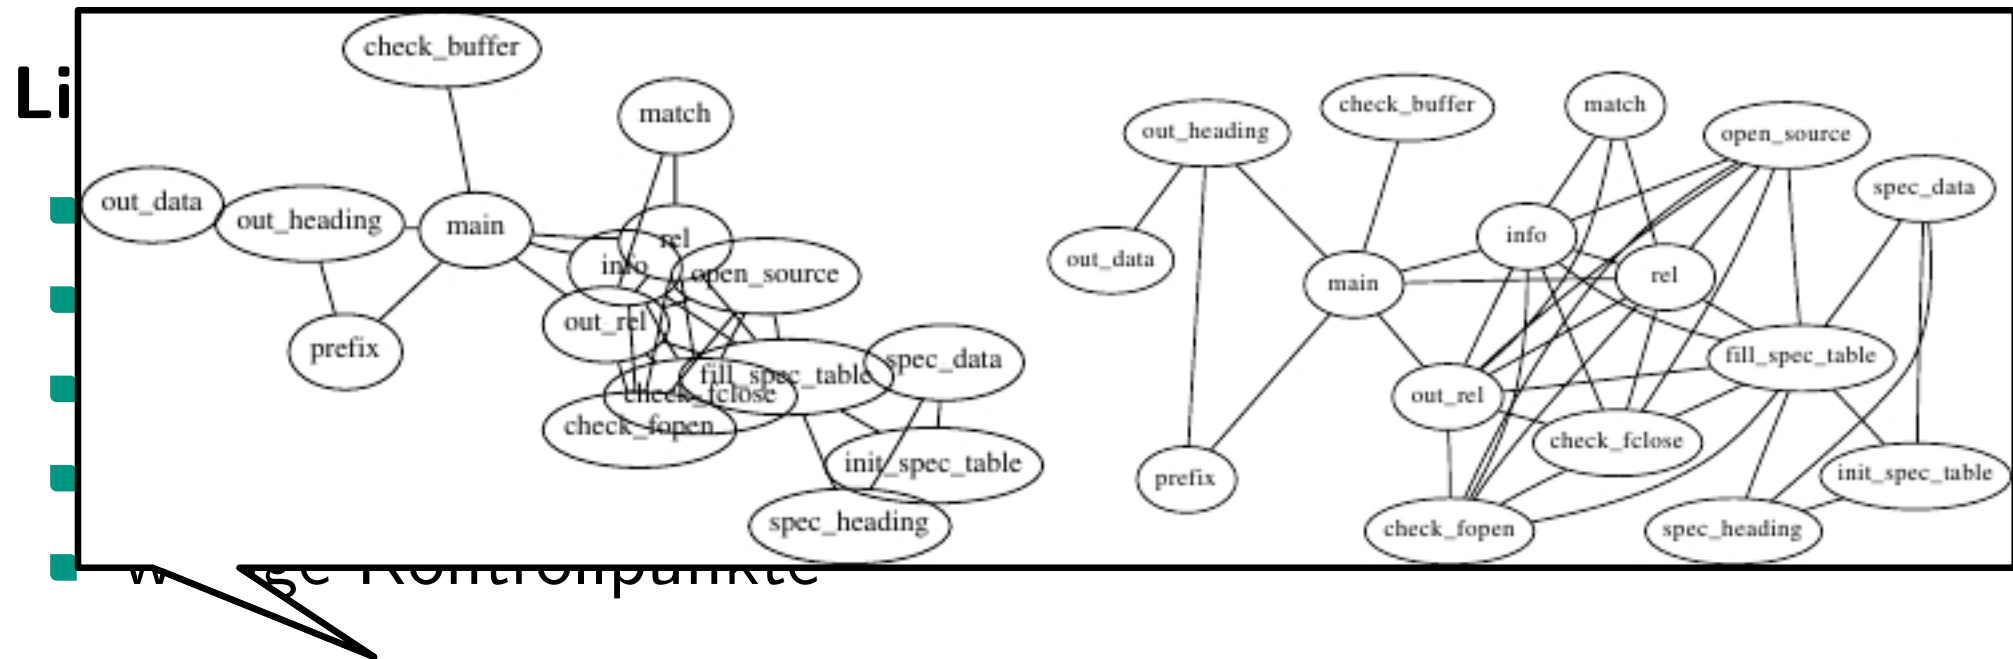 Li
check_buffer
match
out_data
out_heading
main
rel
info
open_source
out_rel
prefix
fill_spec_table
spec_data
check_fclose
check_fopen
init_spec_table
spec_heading
out_heading
check_buffer
match
open_source
spec_data
info
out_data
main
rel
fill_spec_table
out_rel
check_fclose
prefix
init_spec_table
check_fopen
spec_heading
Kontrollpunkte